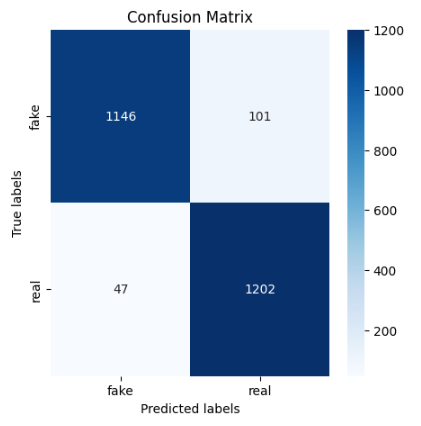 Confusion Matrix
True labels
fake
real
1146
101
47
1202
fake
real
Predicted labels
1200
1000
800
600
400
200